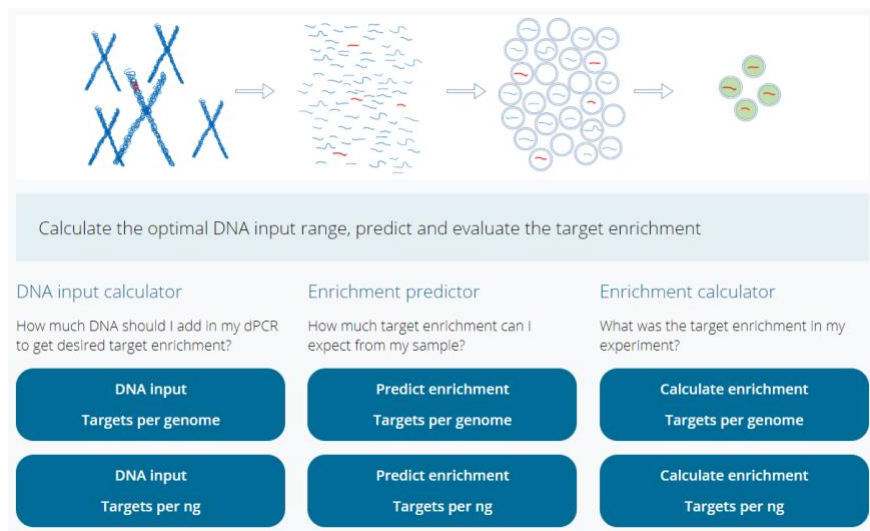 Calculate the optimal DNA input range, predict and evaluate the target enrichment
DNA input calculator
How much DNA should I add in my dPCR
to get desired target enrichment?
DNA input
Targets per genome
DNA input
Targets per ng
Enrichment predictor
How much target enrichment can I
expect from my sample?
Predict enrichment
Targets per genome
Predict enrichment
Targets per ng
Enrichment calculator
What was the target enrichment in my
experiment?
Calculate enrichment
Targets per genome
Calculate enrichment
Targets per ng